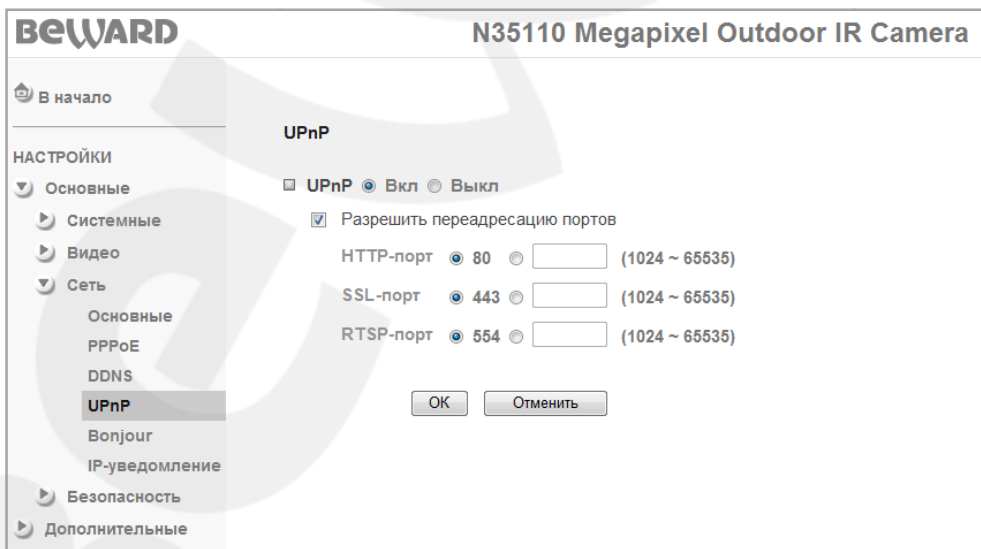 BEWARD
N35110 Megapixel Outdoor IR Camera
В начало
НАСТРОЙКИ
Основные
Системные
Видео
Сеть
Основные
PPPoE
DDNS
UPnP
Bonjour
IP-уведомление
Безопасность
Дополнительные
UPnP
UPnP Вкл Выкл
Разрешить переадресацию портов
HTTP-порт 80 (1024 ~ 65535)
SSL-порт 443 (1024 ~ 65535)
RTSP-порт 554 (1024 ~ 65535)
OK Отменить